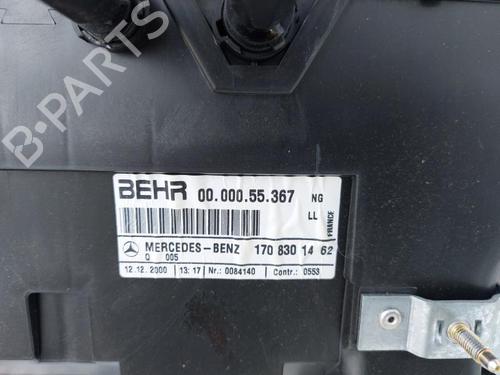 B-PARTS
BEHR 00.000.55.367 NG
LL
FRANCE
MERCEDES-BENZ 170 830 14 62
Q 005
12.12.2000 13:17 Nr.: 0084140 Contr.: 0553